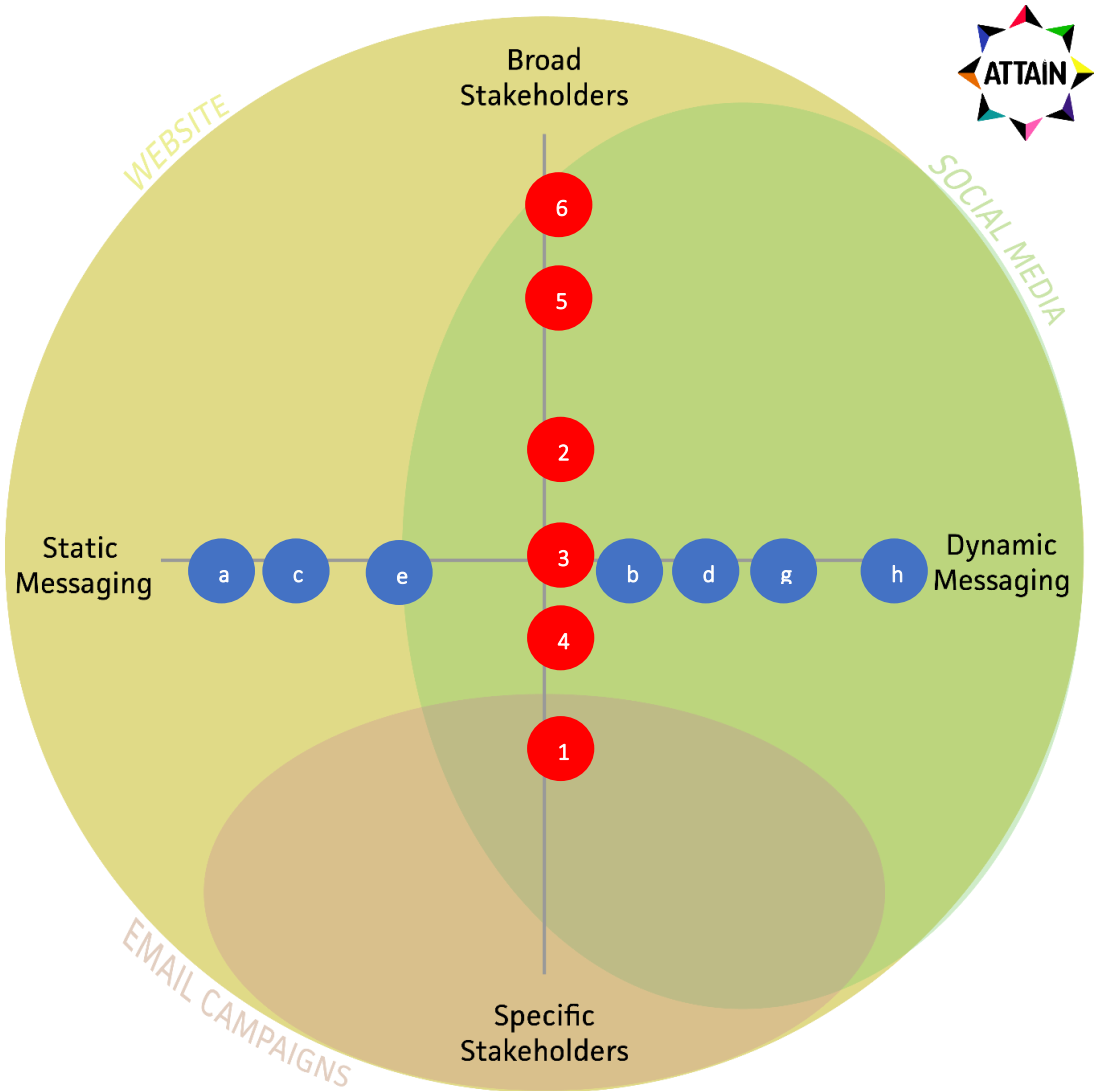 Broad
Stakeholders
ATTAIN
WEBSITE
SOCIAL MEDIA
6
5
2
Static
Messaging
a
c
e
3
b
d
g
h
Dynamic
Messaging
4
1
EMAIL CAMPAIGNS
Specific
Stakeholders